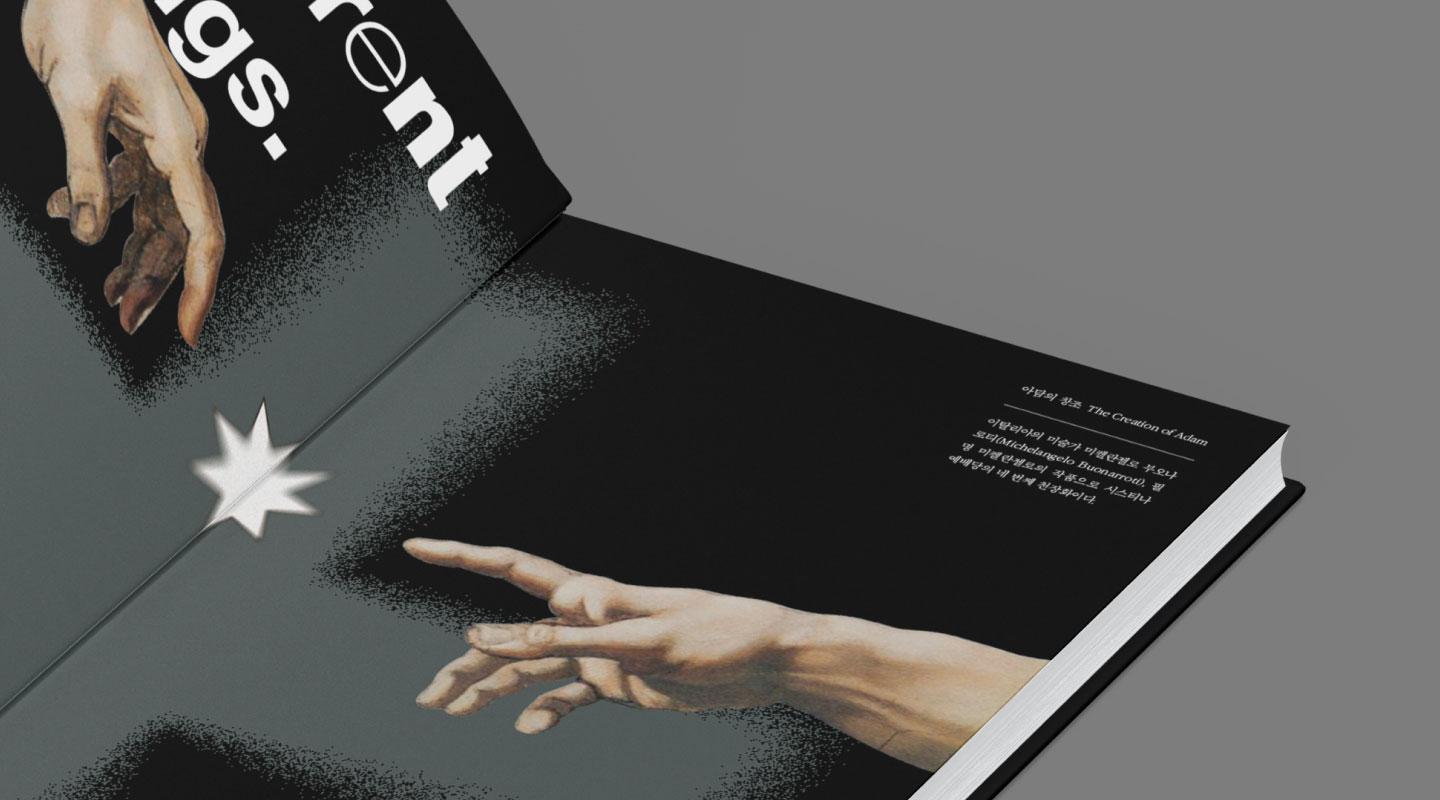 rent
ngs.
아담의 창조 The Creation of Adam
이탈리아의 미술가 미켈란젤로 부오나
로티(Michelangelo Buonarroti). 필
명 미켈란젤로의 작품으로 시스티나
예배당의 네 번째 천장화이다.